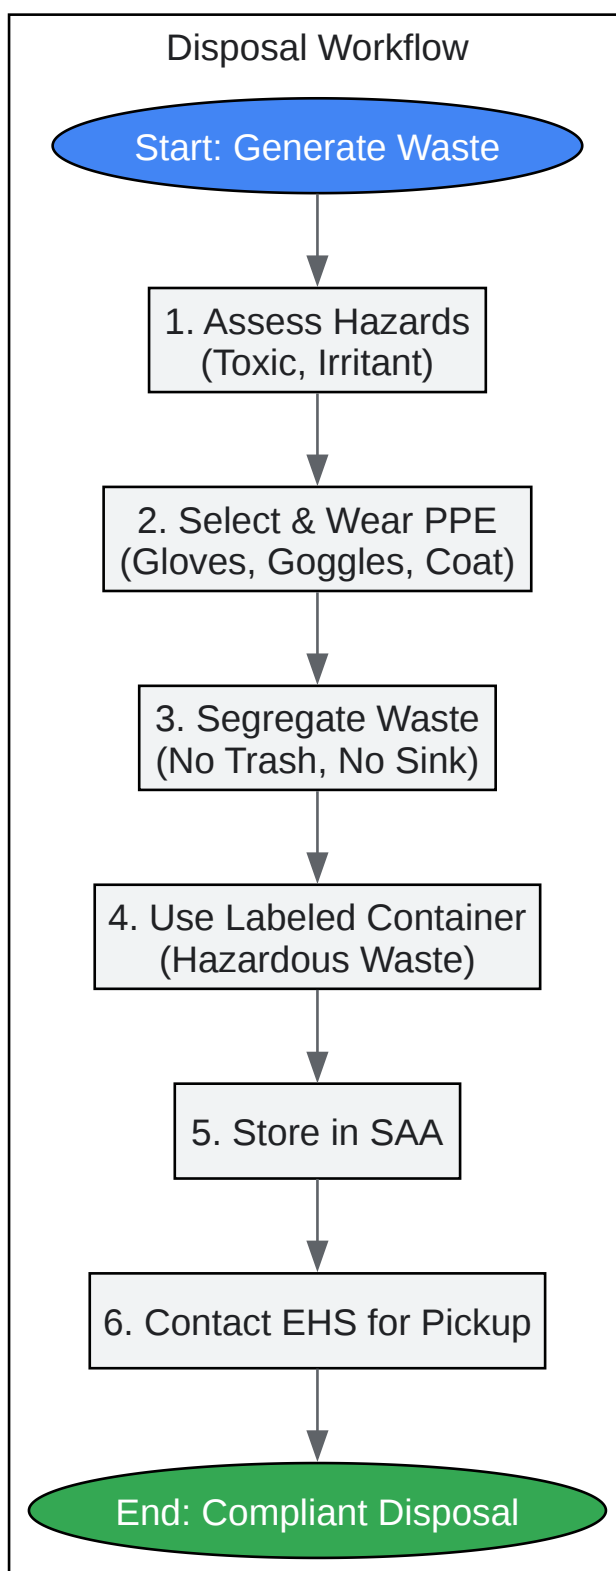 Disposal Workflow
Start: Generate Waste
1. Assess Hazards
(Toxic, Irritant)
2. Select & Wear PPE
(Gloves, Goggles, Coat)
3. Segregate Waste
(No Trash, No Sink)
4. Use Labeled Container
(Hazardous Waste)
5. Store in SAA
6. Contact EHS for Pickup
End: Compliant Disposal